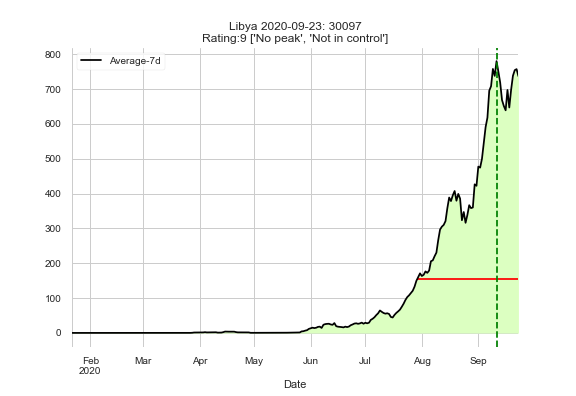 Libya 2020-09-23: 30097
Rating:9 ['No peak', 'Not in control']
Average-7d
800
700
600
500
400
300
200
100
0
Feb Mar Apr May Jun Jul Aug Sep
2020
Date